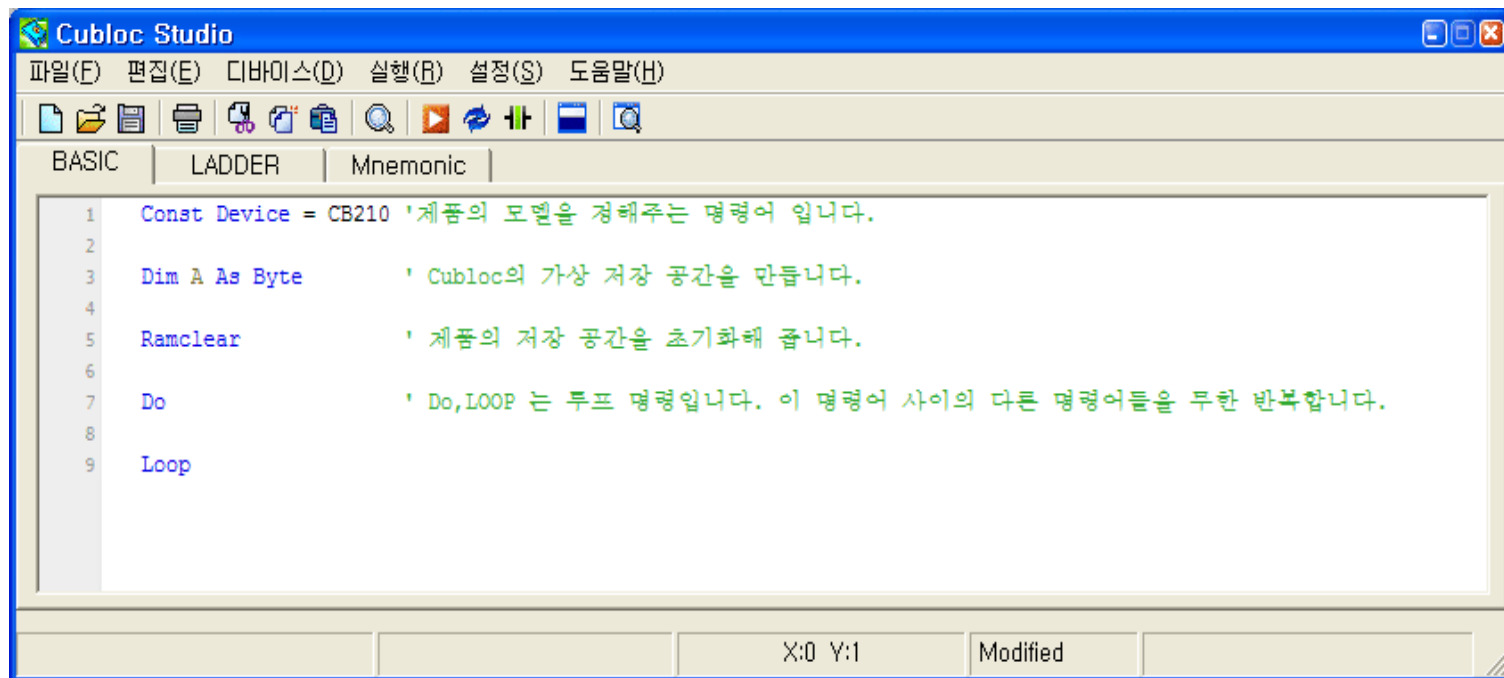 Cubloc Studio
파일(F) 편집(E) 디바이스(D) 실행(R) 설정(S) 도움말(H)
BASIC LADDER Mnemonic
1 Const Device = CB210 '제품의 모델을 정해주는 명령어 입니다.
2
3 Dim A As Byte ' Cubloc의 가상 저장 공간을 만듭니다.
4
5 Ramclear ' 제품의 저장 공간을 초기화해 줍니다.
6
7 Do ' Do,LOOP 는 루프 명령입니다. 이 명령어 사이의 다른 명령어들을 무한 반복합니다.
8
9 Loop
X:0 Y:1 Modified